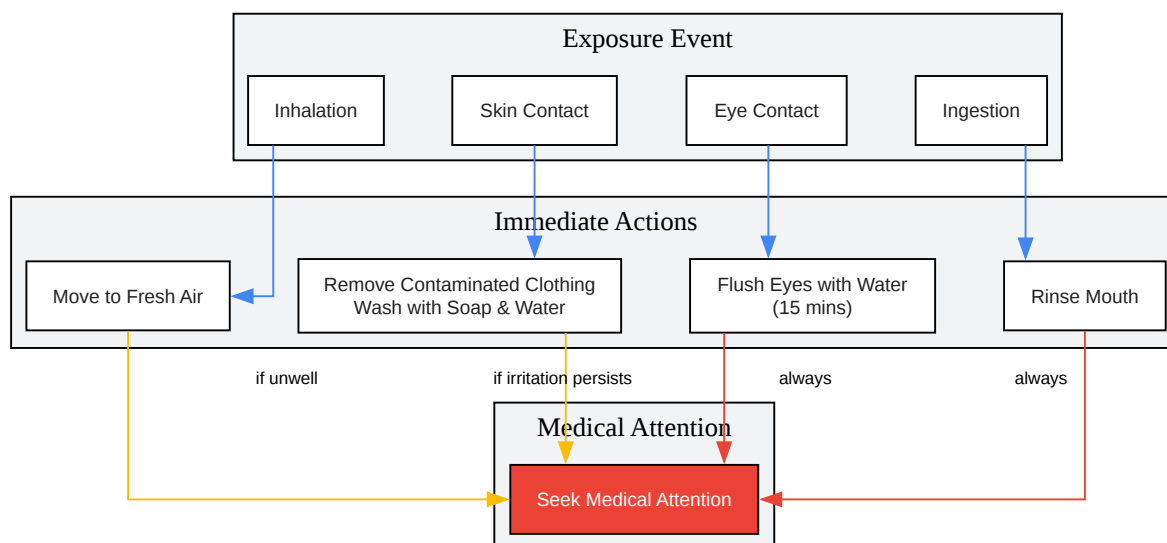 Exposure Event
Inhalation
Skin Contact
Eye Contact
Ingestion
Immediate Actions
Move to Fresh Air
Remove Contaminated Clothing
Wash with Soap & Water
Flush Eyes with Water
(15 mins)
Rinse Mouth
if unwell
if irritation persists
always
always
Medical Attention
Seek Medical Attention